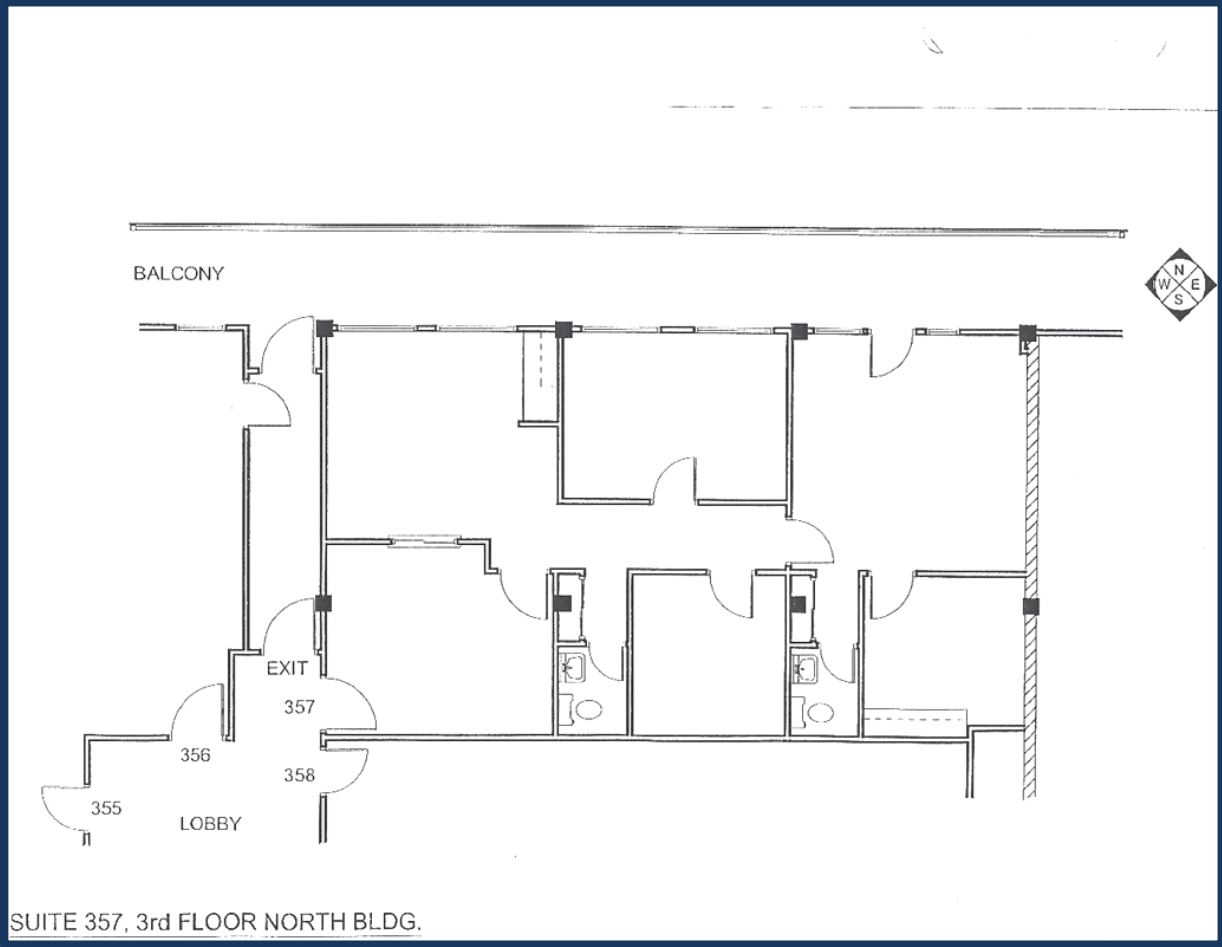 BALCONY
N
W E
S
EXIT
357
356
358
355
LOBBY
SUITE 357, 3rd FLOOR NORTH BLDG.